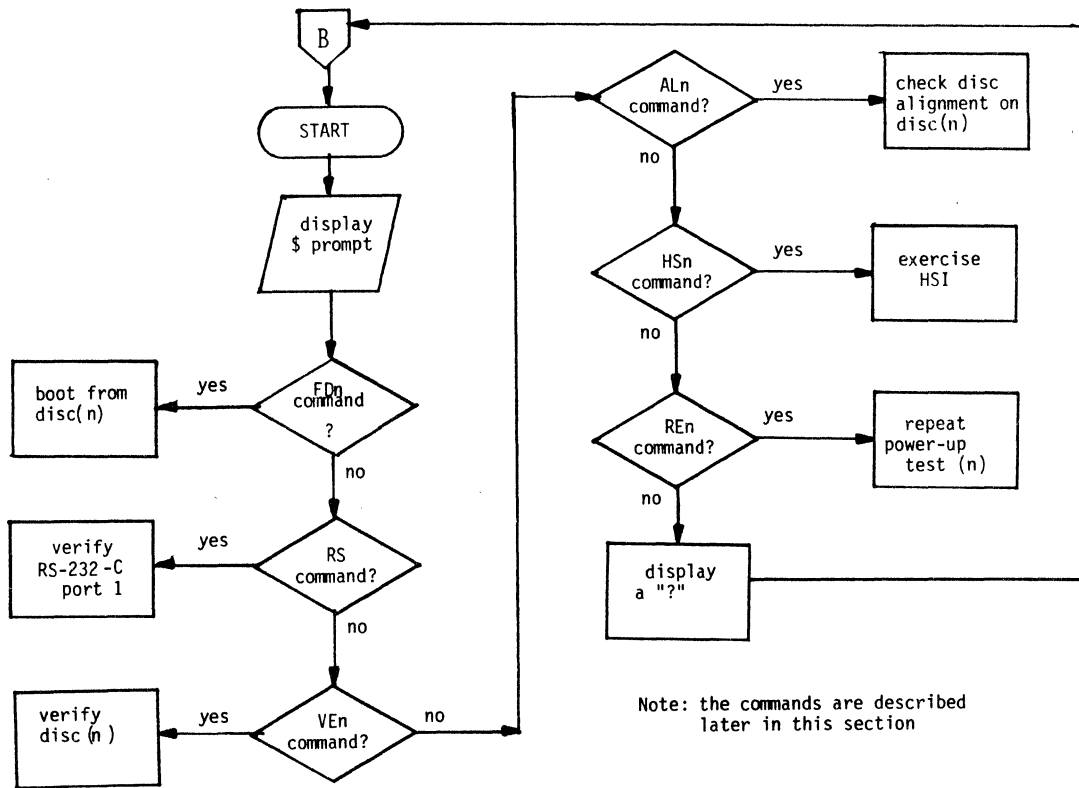 B
START
display
$ prompt
FDn
command
?
yes
boot from
disc(n)
no
RS
command?
yes
verify
RS-232-C
port 1
no
VEn
command?
yes
verify
disc(n)
no
ALn
command?
yes
check disc
alignment on
disc(n)
no
HSn
command?
yes
exercise
HSI
no
REn
command?
yes
repeat
power-up
test (n)
no
display
a "?"
Note: the commands are described
later in this section